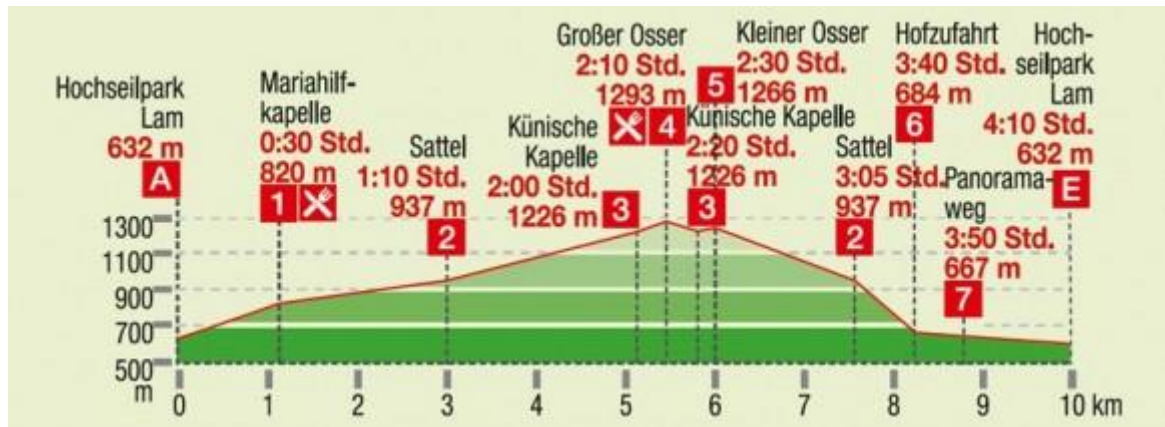 Hochseilpark
Lam
632 m
A
Mariahilf-
kapelle
0:30 Std.
820 m
1
Sattel
1:10 Std.
937 m
2
Künische
Kapelle
2:00 Std.
1226 m
3
Großer Osser
2:10 Std.
1293 m
4
5
Kleiner Osser
2:30 Std.
1266 m
Künische Kapelle
2:20 Std.
1226 m
3
Sattel
3:05 Std.
937 m
2
Hofzufahrt
3:40 Std.
684 m
6
Panorama-
weg
3:50 Std.
667 m
7
Hoch-
seilpark
Lam
4:10 Std.
632 m
E
1300
1100
900
700
500
m
0 1 2 3 4 5 6 7 8 9 10 km